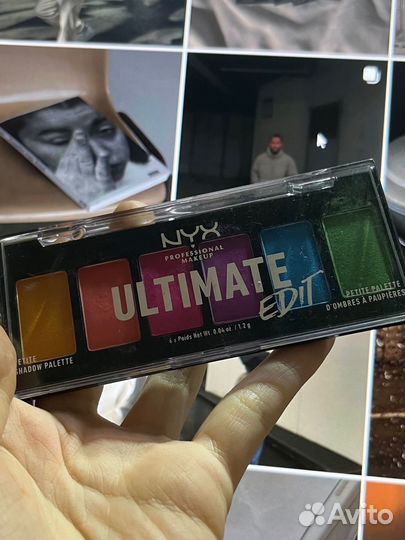 NYX
PROFESSIONAL
MAKEUP
ULTIMATE
EDIT
PETITE
SHADOW PALETTE
6 x Poids Net Wt. 0.04 oz. / 1.2 g
PETITE PALETTE
D'OMBRES À PAUPIÈRES
Avito